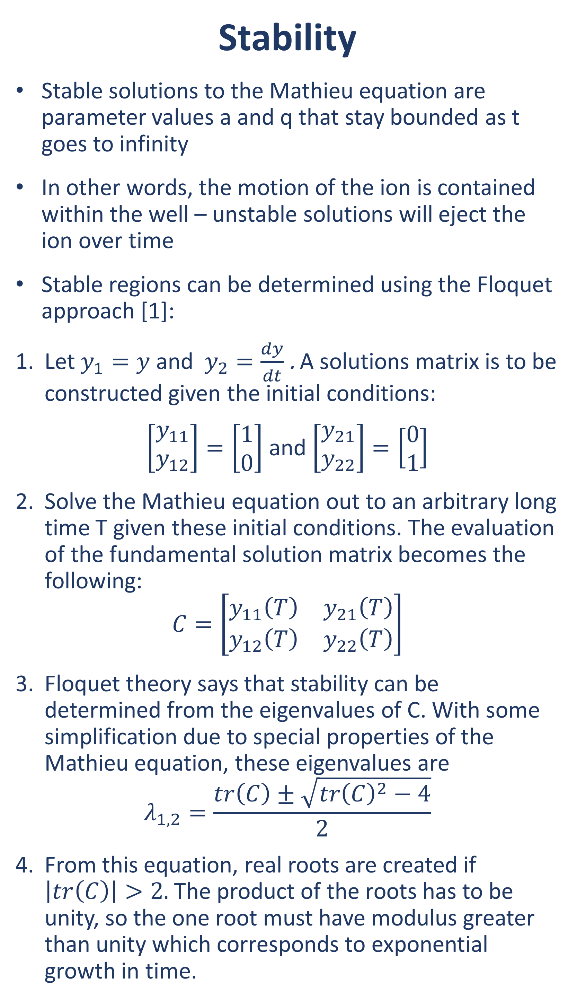 Stability
• Stable solutions to the Mathieu equation are
parameter values a and q that stay bounded as t
goes to infinity
• In other words, the motion of the ion is contained
within the well – unstable solutions will eject the
ion over time
• Stable regions can be determined using the Floquet
approach [1]:
1. Let $y_1 = y$ and $y_2 = \frac{dy}{dt}$ . A solutions matrix is to be
constructed given the initial conditions:
$\begin{bmatrix} y_{11} \\ y_{12} \end{bmatrix} = \begin{bmatrix} 1 \\ 0 \end{bmatrix}$ and $\begin{bmatrix} y_{21} \\ y_{22} \end{bmatrix} = \begin{bmatrix} 0 \\ 1 \end{bmatrix}$
2. Solve the Mathieu equation out to an arbitrary long
time T given these initial conditions. The evaluation
of the fundamental solution matrix becomes the
following:
$C = \begin{bmatrix} y_{11}(T) & y_{21}(T) \\ y_{12}(T) & y_{22}(T) \end{bmatrix}$
3. Floquet theory says that stability can be
determined from the eigenvalues of C. With some
simplification due to special properties of the
Mathieu equation, these eigenvalues are
$\lambda_{1,2} = \frac{tr(C) \pm \sqrt{tr(C)^2 - 4}}{2}$
4. From this equation, real roots are created if
$|tr(C)| > 2$. The product of the roots has to be
unity, so the one root must have modulus greater
than unity which corresponds to exponential
growth in time.